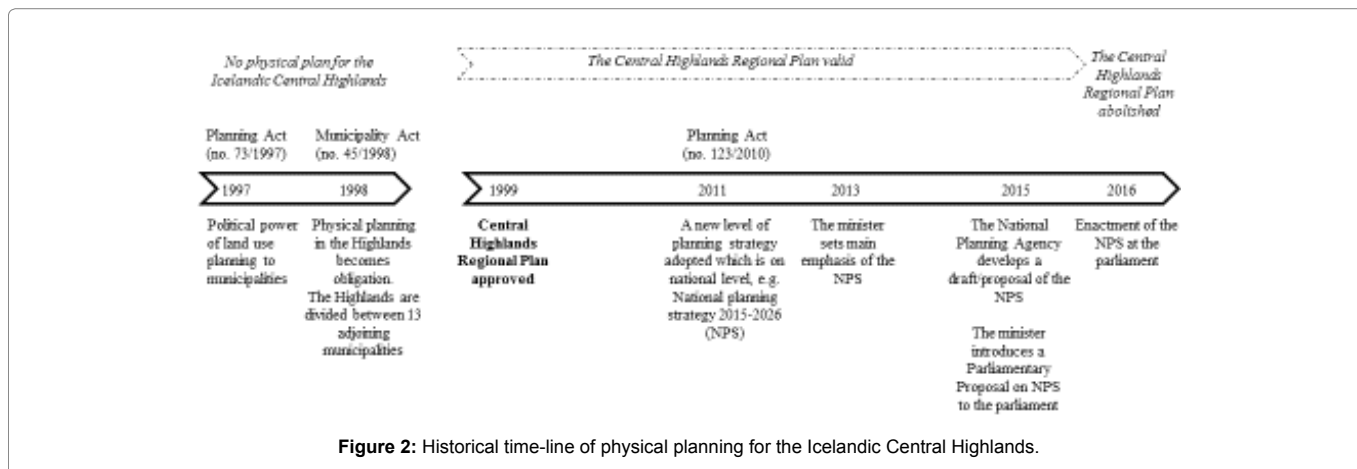 No physical plan for the
Icelandic Central Highlands
The Central Highlands Regional Plan valid
The Central
Highlands
Regional Plan
abolished
Planning Act
(no. 73/1997)
Municipality Act
(no. 45/1998)
Planning Act
(no. 123/2010)
1997
1998
1999
2011
2013
2015
2016
Political power
of land use
planning to
municipalities
Physical planning
in the Highlands
becomes
obligation.
The Highlands are
divided between 13
adjoining
municipalities
Central
Highlands
Regional Plan
approved
A new level of
planning strategy
adopted which is on
national level, e.g.
National planning
strategy 2015-2026
(NPS)
The minister
sets main
emphasis of the
NPS
The National
Planning Agency
develops a
draft/proposal of the
NPS
The minister
introduces a
Parliamentary
Proposal on NPS
to the parliament
Enactment of the
NPS at the
parliament
Figure 2: Historical time-line of physical planning for the Icelandic Central Highlands.